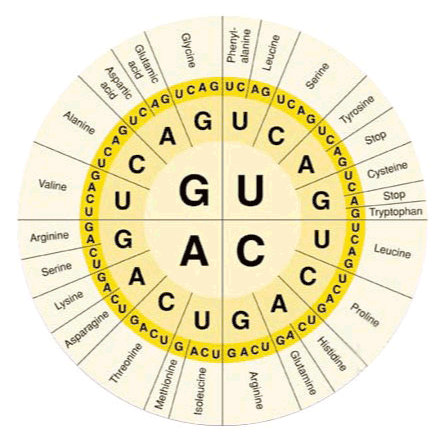 Phenyl-
alanine
Leucine
Serine
Tyrosine
Stop
Cysteine
Stop
Tryptophan
Leucine
Proline
Histidine
Glutamine
Arginine
Isoleucine
Methionine
Threonine
Asparagine
Lysine
Serine
Arginine
Valine
Alanine
Aspartic
acid
Glutamic
acid
Glycine
U C A G U C A G U C A G U C A G
U C A G U C A G U C A G U C A G
U C A G U C A G U C A G U C A G
U C A G U C A G U C A G U C A G
U C A G
U C A G
U C A G
U C A G
G U
A C